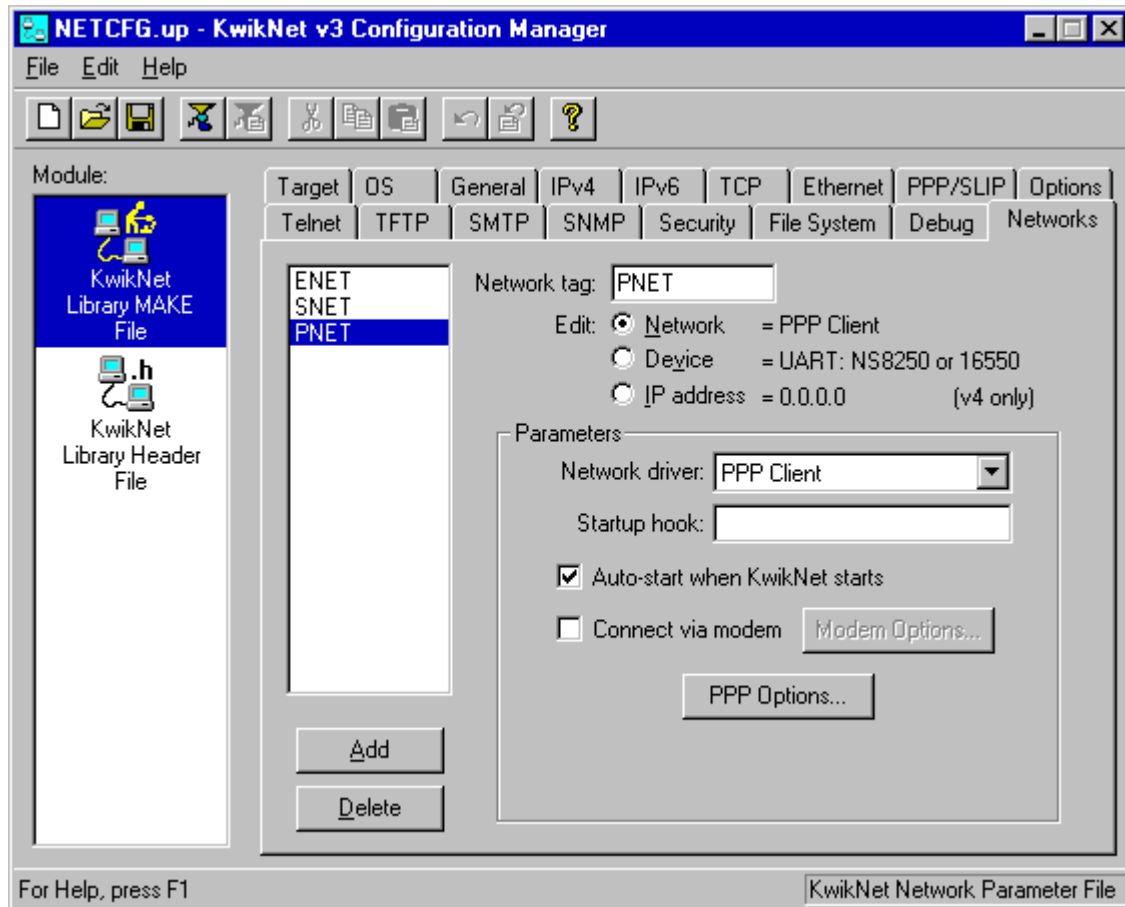 NETCFG.up - KwikNet v3 Configuration Manager
File Edit Help
Module:
KwikNet
Library MAKE
File
.h
KwikNet
Library Header
File
Target OS General IPv4 IPv6 TCP Ethernet PPP/SLIP Options
Telnet TFTP SMTP SNMP Security File System Debug Networks
ENET
SNET
PNET
Add
Delete
Network tag: PNET
Edit: Network = PPP Client
Device = UART: NS8250 or 16550
IP address = 0.0.0.0 (v4 only)
Parameters
Network driver: PPP Client
Startup hook:
Auto-start when KwikNet starts
Connect via modem Modem Options...
PPP Options...
For Help, press F1 KwikNet Network Parameter File